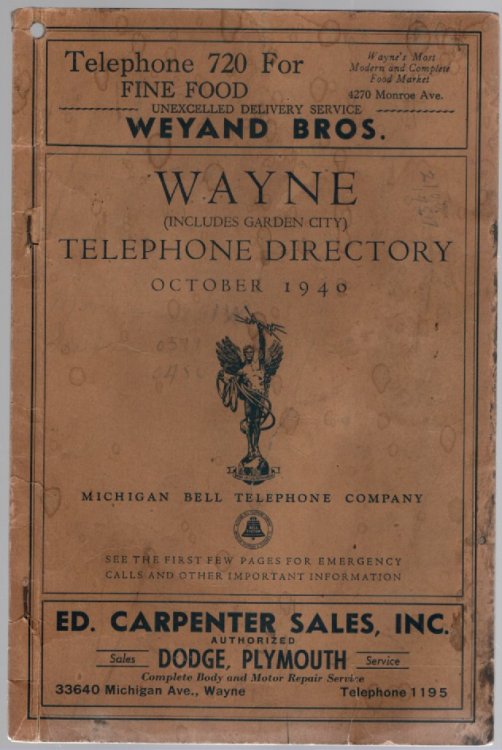 Telephone 720 For
FINE FOOD
Wayne's Most
Modern and Complete
Food Market
4270 Monroe Ave.
UNEXCELLED DELIVERY SERVICE
WEYAND BROS.
WAYNE
(INCLUDES GARDEN CITY)
TELEPHONE DIRECTORY
OCTOBER 1940
MICHIGAN BELL TELEPHONE COMPANY
SEE THE FIRST FEW PAGES FOR EMERGENCY
CALLS AND OTHER IMPORTANT INFORMATION
ED. CARPENTER SALES, INC.
AUTHORIZED
Sales DODGE, PLYMOUTH Service
Complete Body and Motor Repair Service
33640 Michigan Ave., Wayne Telephone 1195